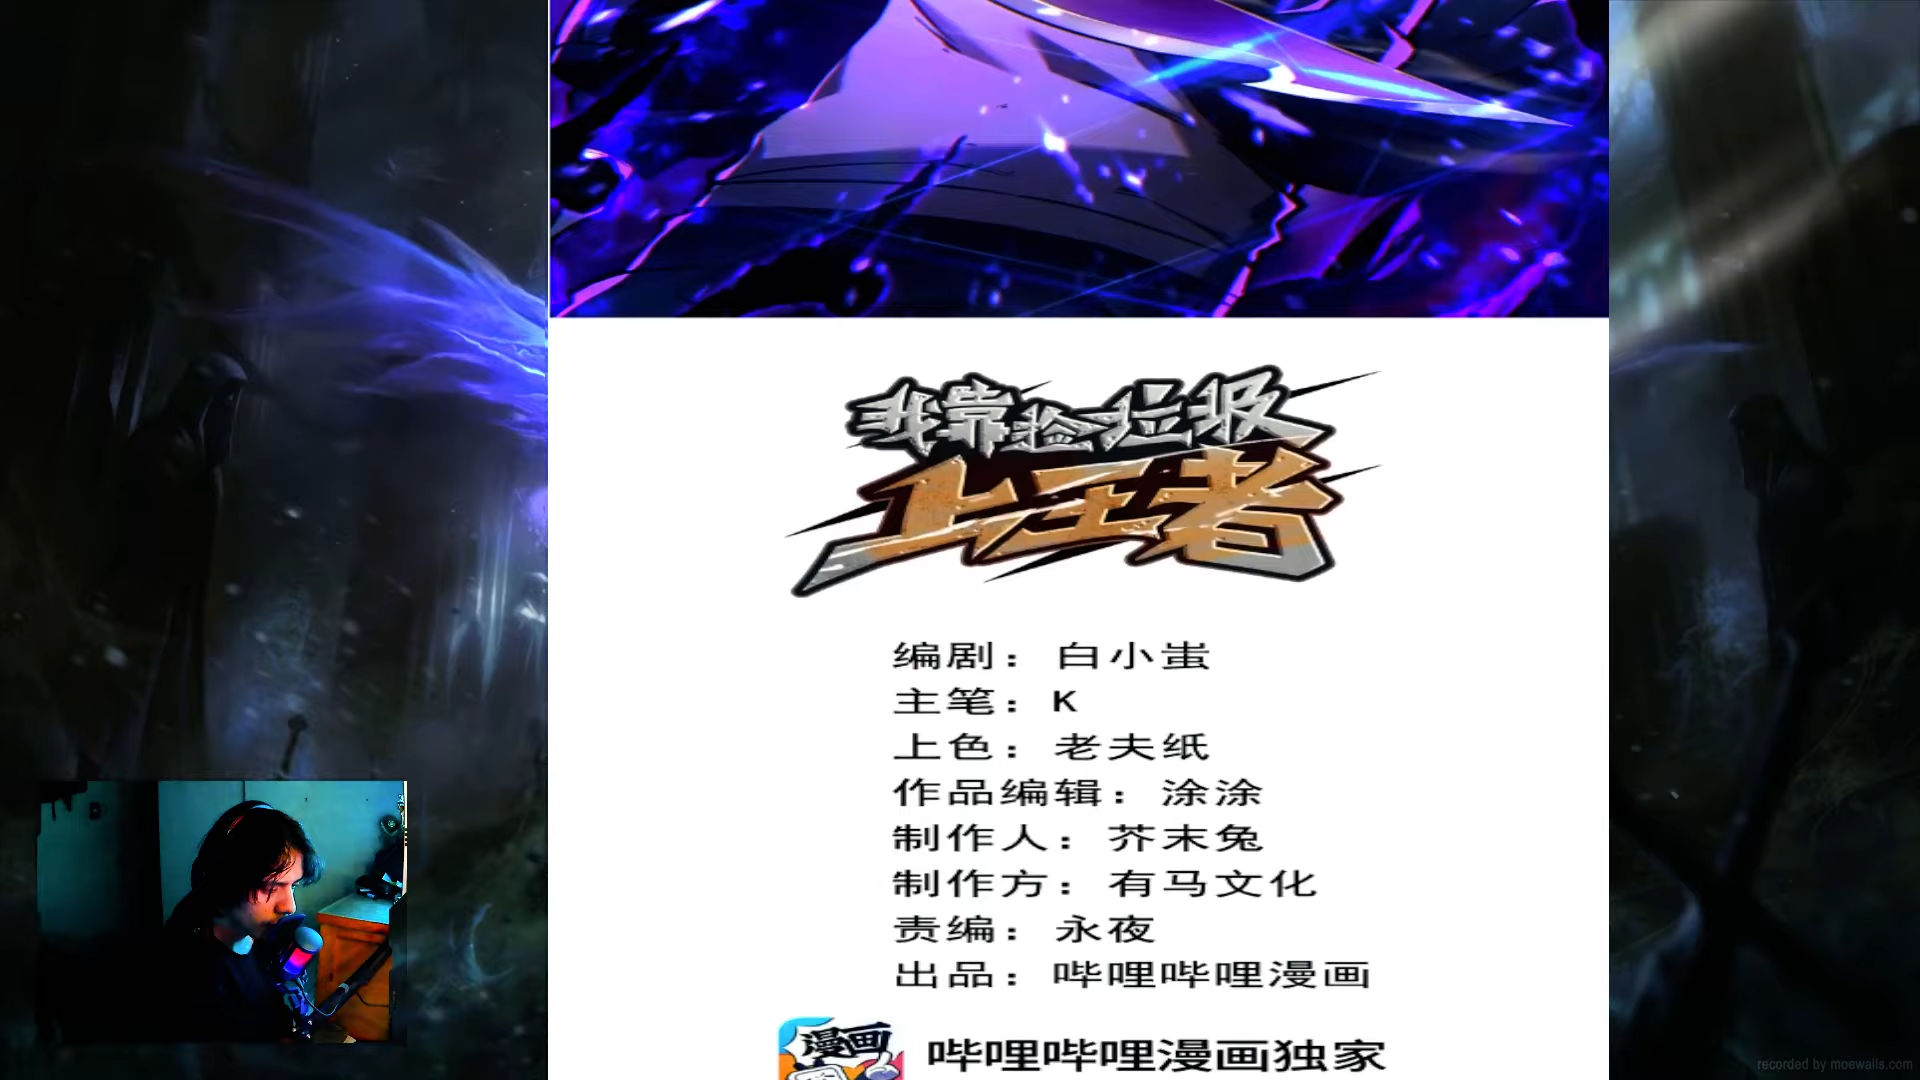 我靠捡垃圾
上王者
编剧：白小蚩
主笔：K
上色：老夫纸
作品编辑：涂涂
制作人：芥末兔
制作方：有马文化
责编：永夜
出品：哔哩哔哩漫画
漫画
哔哩哔哩漫画独家
recorded by moewalls.com